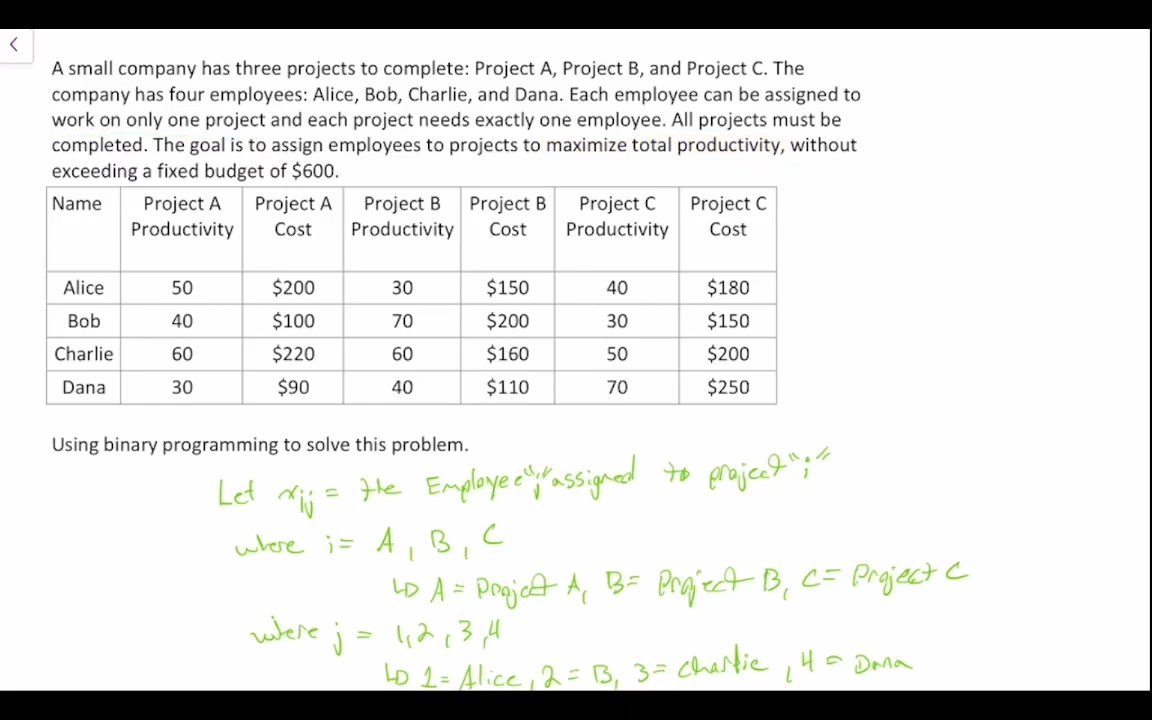 A small company has three projects to complete: Project A, Project B, and Project C. The
company has four employees: Alice, Bob, Charlie, and Dana. Each employee can be assigned to
work on only one project and each project needs exactly one employee. All projects must be
completed. The goal is to assign employees to projects to maximize total productivity, without
exceeding a fixed budget of $600.
Name Project A Productivity Project A Cost Project B Productivity Project B Cost Project C Productivity Project C Cost
Alice 50 $200 30 $150 40 $180
Bob 40 $100 70 $200 30 $150
Charlie 60 $220 60 $160 50 $200
Dana 30 $90 40 $110 70 $250
Using binary programming to solve this problem.
Let xij = the Employee "j" assigned to project "i"
where i = A, B, C
↳ A = Project A, B = Project B, C = Project C
where j = 1, 2, 3, 4
↳ 1 = Alice, 2 = B, 3 = Charlie, 4 = Dana